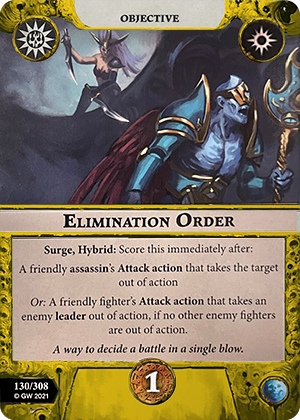 OBJECTIVE
ELIMINATION ORDER
Surge, Hybrid: Score this immediately after:
A friendly assassin's Attack action that takes the target
out of action
Or: A friendly fighter's Attack action that takes an
enemy leader out of action, if no other enemy fighters
are out of action.
A way to decide a battle in a single blow.
130/308
© GW 2021
1